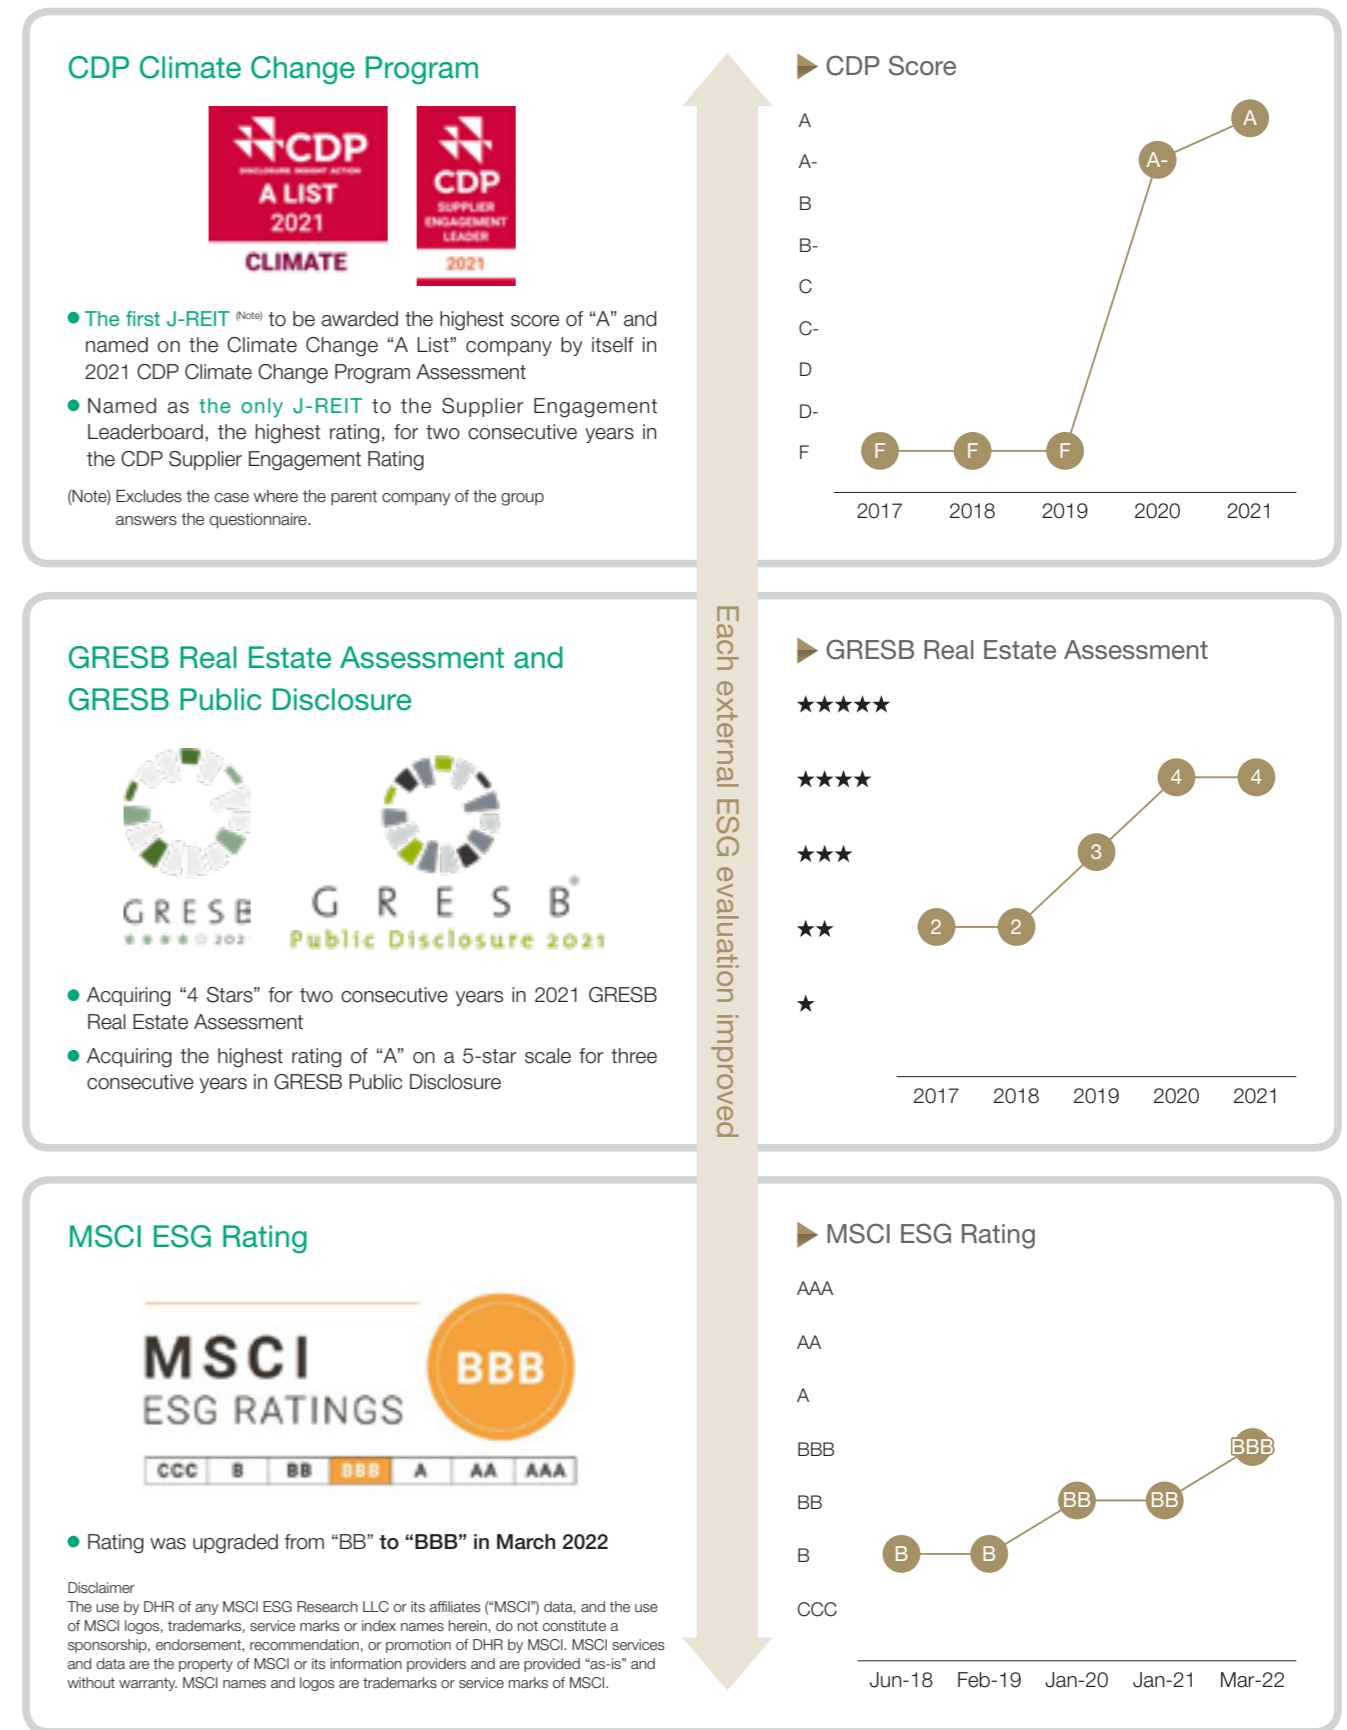 CDP Climate Change Program
CDP
DISCLOSURE INSIGHT ACTION
A LIST
2021
CLIMATE
CDP
SUPPLIER
ENGAGEMENT
LEADER
2021
● The first J-REIT (Note) to be awarded the highest score of “A” and
named on the Climate Change “A List” company by itself in
2021 CDP Climate Change Program Assessment
● Named as the only J-REIT to the Supplier Engagement
Leaderboard, the highest rating, for two consecutive years in
the CDP Supplier Engagement Rating
(Note) Excludes the case where the parent company of the group
answers the questionnaire.
CDP Score
A
A-
B
B-
C
C-
D
D-
F
F F F A- A
2017 2018 2019 2020 2021
Each external ESG evaluation improved
GRESB Real Estate Assessment and
GRESB Public Disclosure
GRESB
★★★★☆ 202
GRESB®
Public Disclosure 2021
● Acquiring “4 Stars” for two consecutive years in 2021 GRESB
Real Estate Assessment
● Acquiring the highest rating of “A” on a 5-star scale for three
consecutive years in GRESB Public Disclosure
GRESB Real Estate Assessment
★★★★★
★★★★
★★★
★★
★
2 2 3 4 4
2017 2018 2019 2020 2021
MSCI ESG Rating
MSCI
ESG RATINGS
BBB
CCC B BB BBB A AA AAA
● Rating was upgraded from “BB” to “BBB” in March 2022
Disclaimer
The use by DHR of any MSCI ESG Research LLC or its affiliates (“MSCI”) data, and the use
of MSCI logos, trademarks, service marks or index names herein, do not constitute a
sponsorship, endorsement, recommendation, or promotion of DHR by MSCI. MSCI services
and data are the property of MSCI or its information providers and are provided “as-is” and
without warranty. MSCI names and logos are trademarks or service marks of MSCI.
MSCI ESG Rating
AAA
AA
A
BBB
BB
B
CCC
B B BB BB BBB
Jun-18 Feb-19 Jan-20 Jan-21 Mar-22